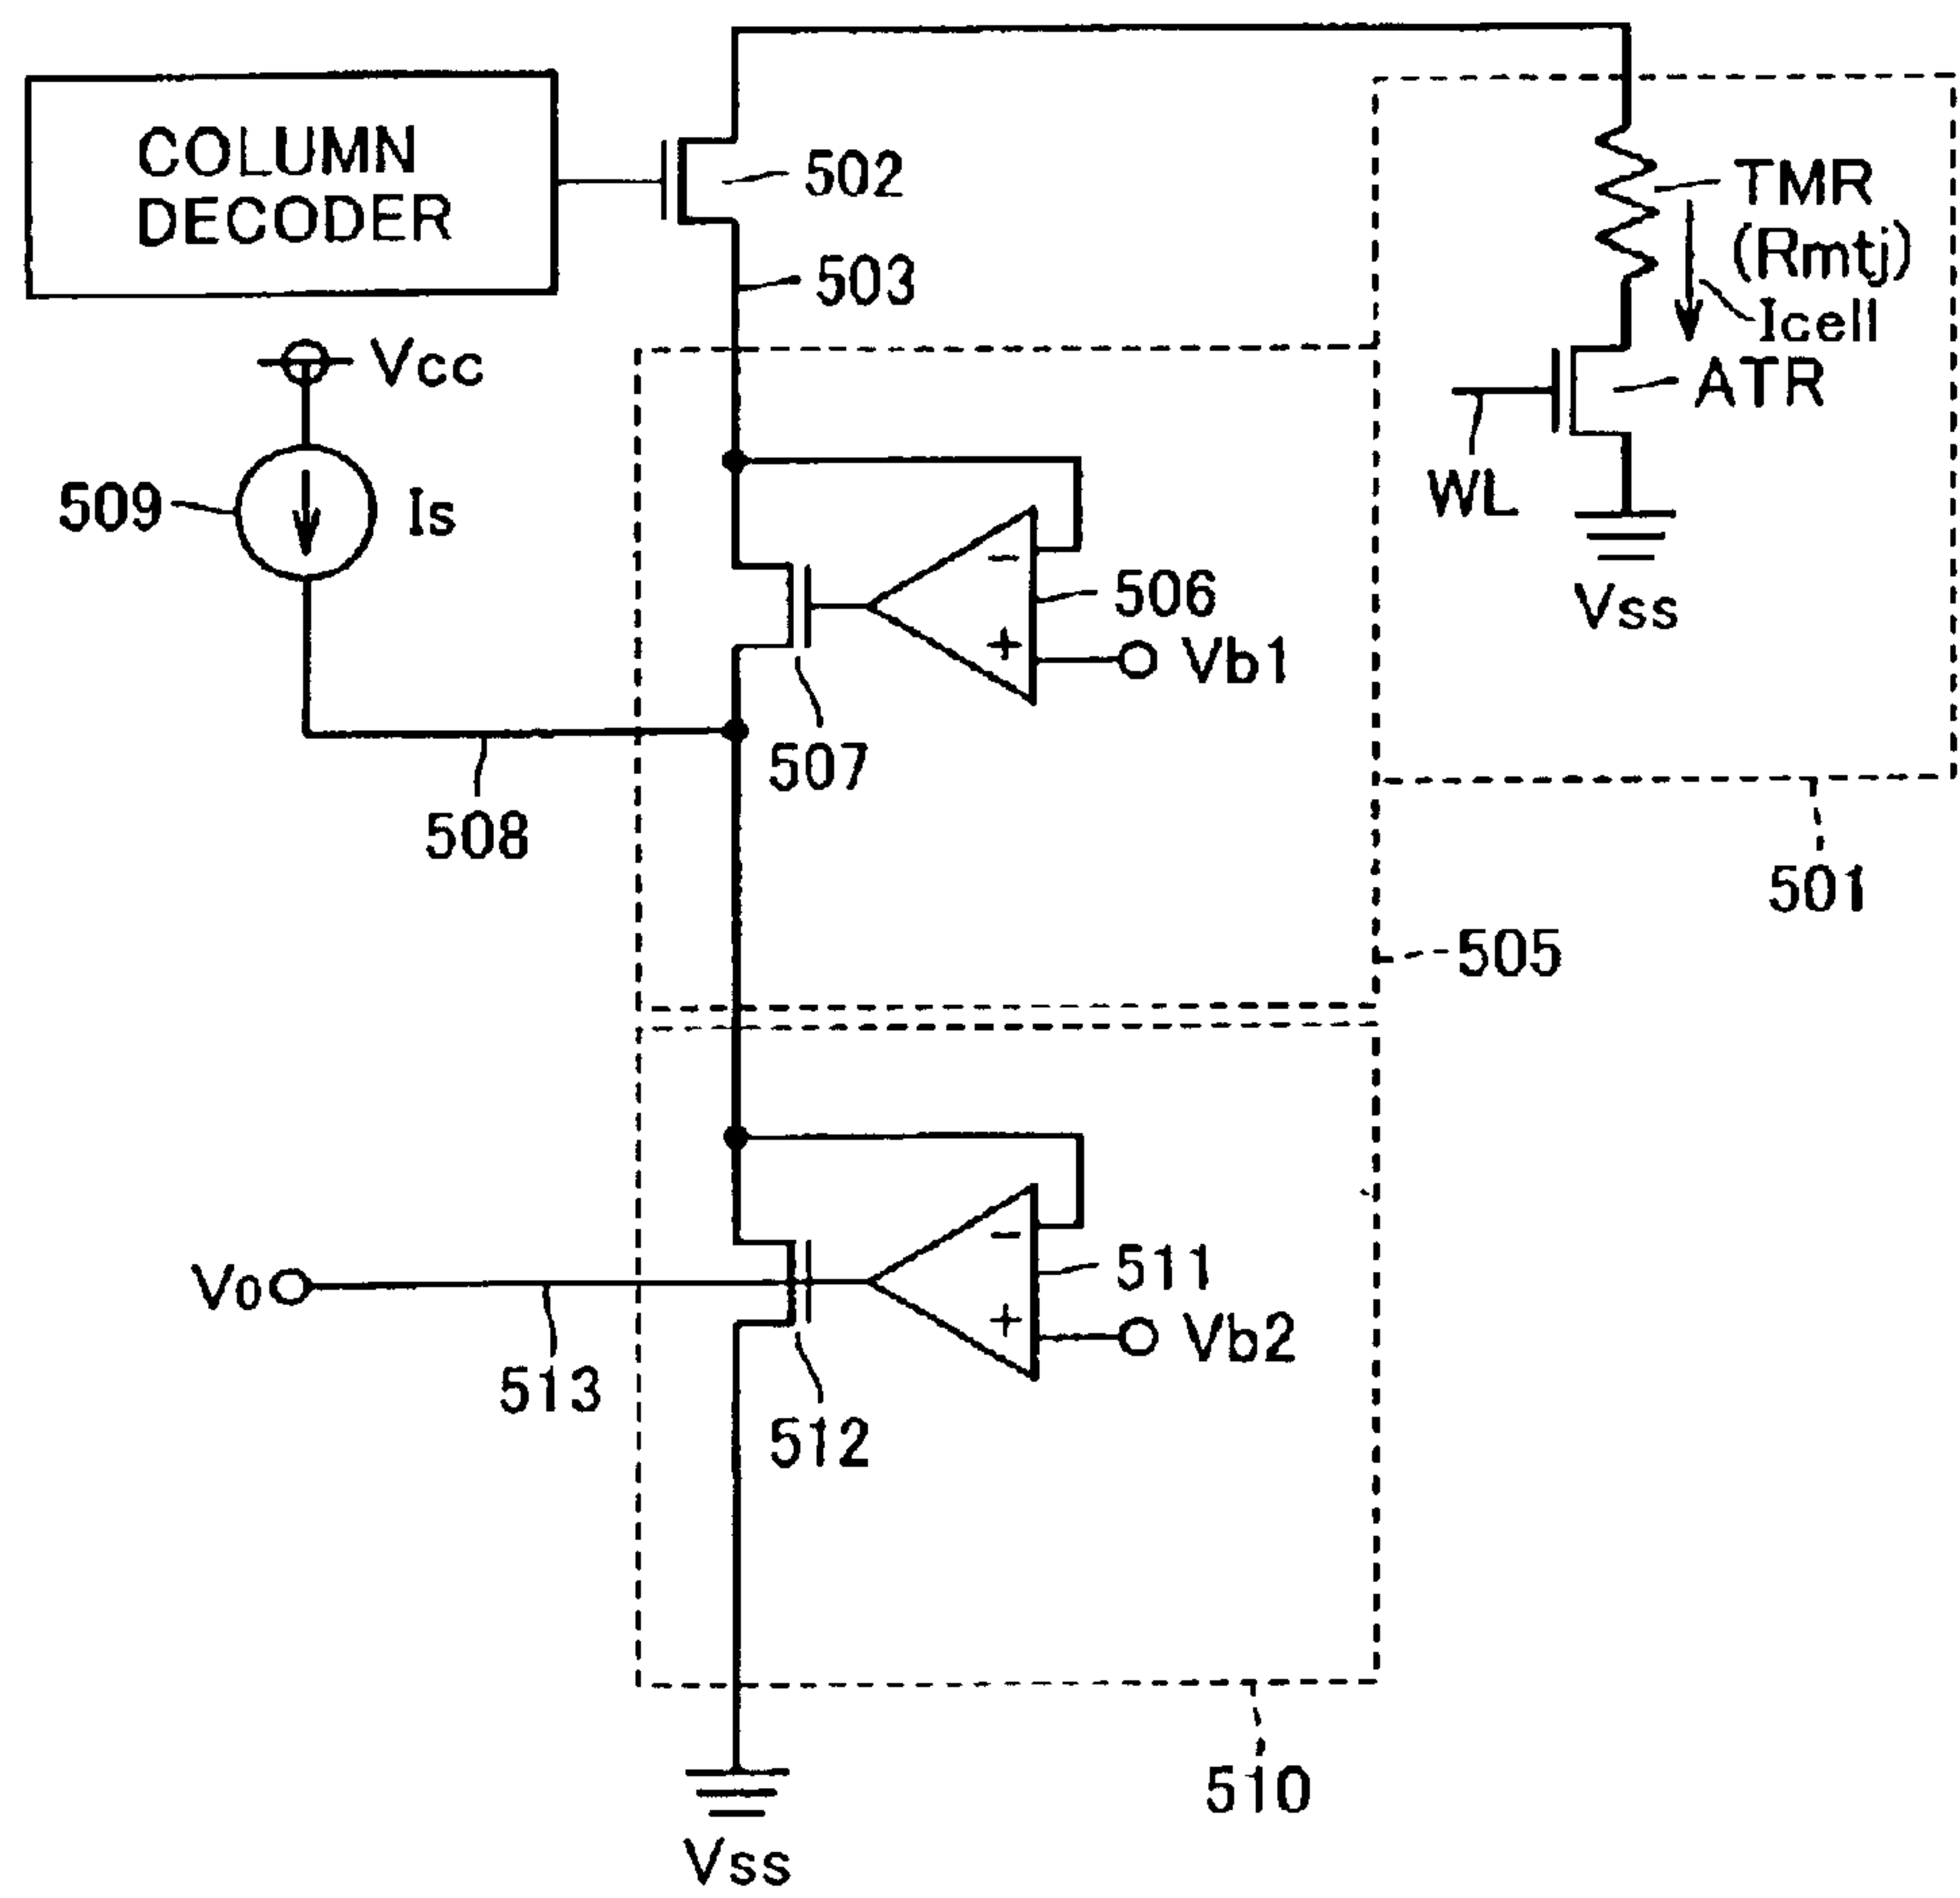 COLUMN
DECODER
502
503
TMR
(Rmtj)
Icell
ATR
WL
Vss
Vcc
509
Is
506
Vb1
507
508
501
505
511
Vb2
Vo
513
512
510
Vss
-
+
-
+